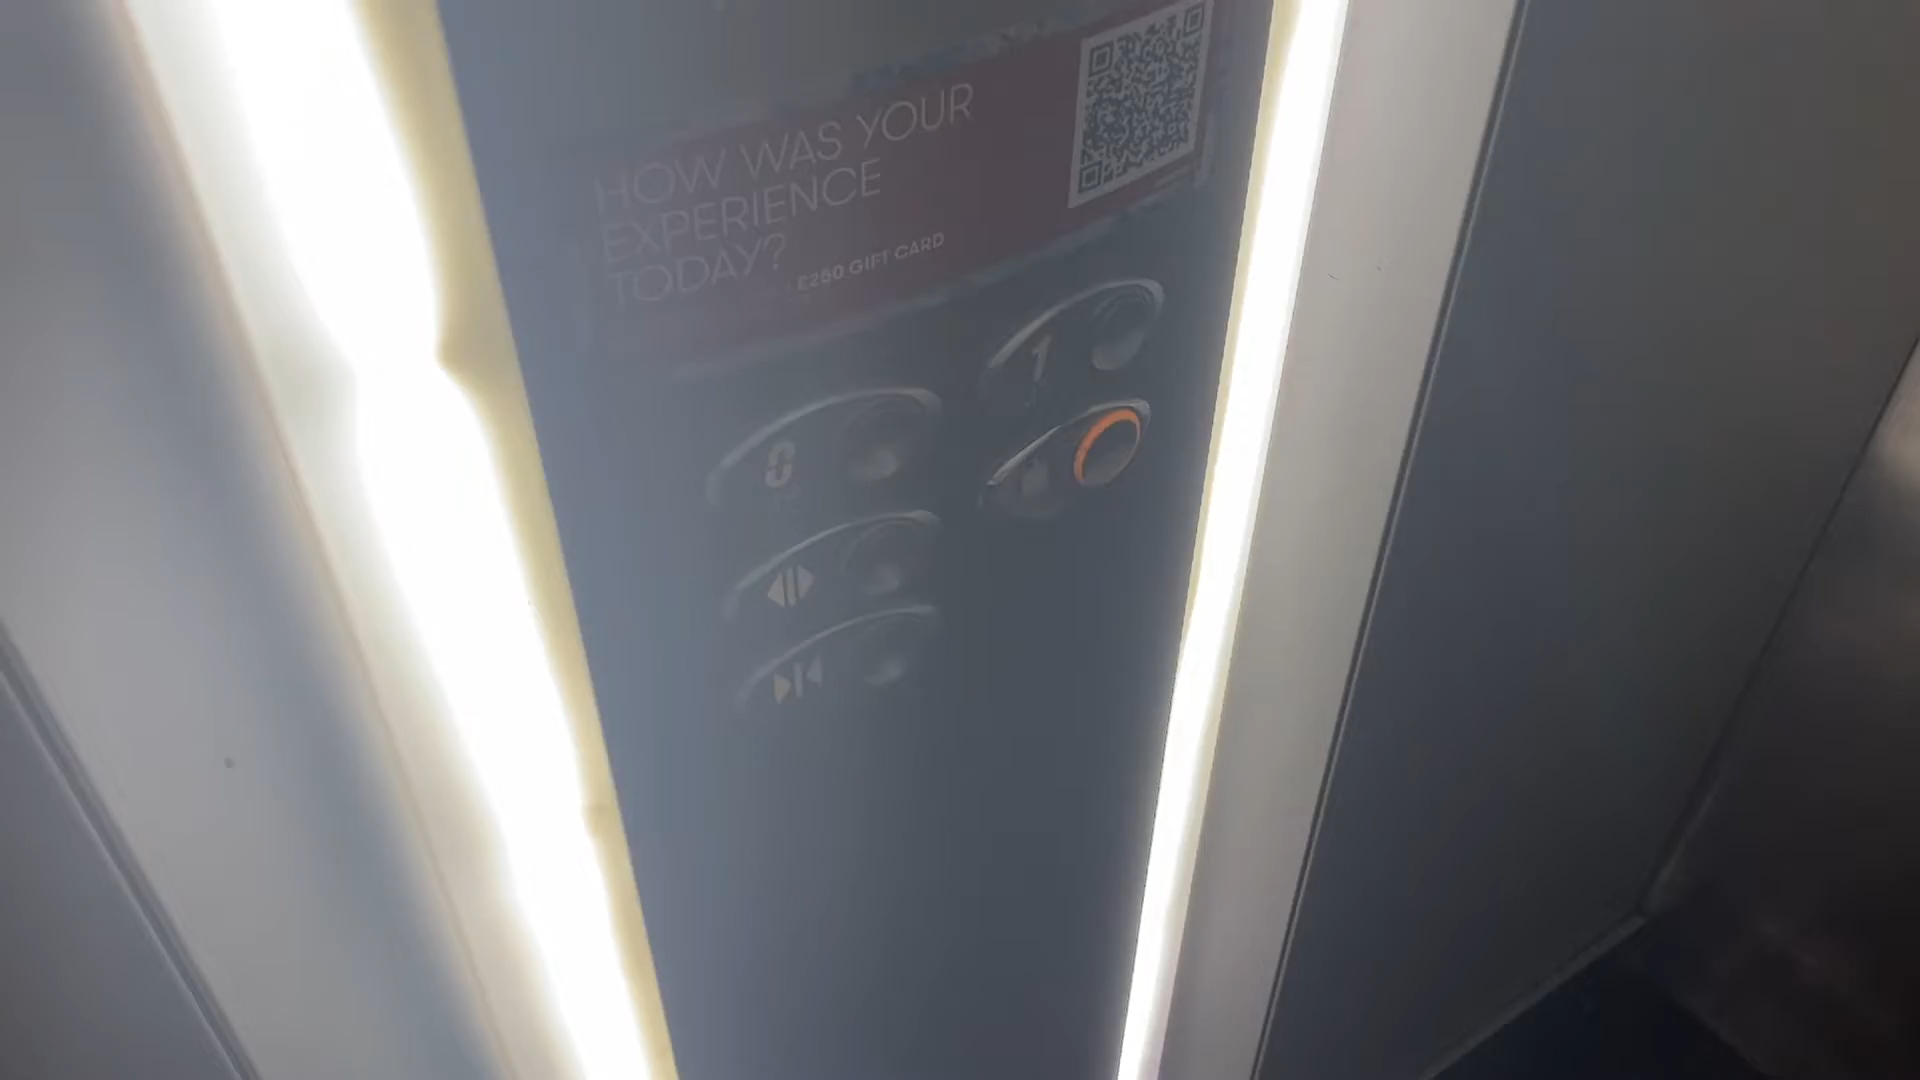 HOW WAS YOUR
EXPERIENCE
TODAY?
£250 GIFT CARD
1
0